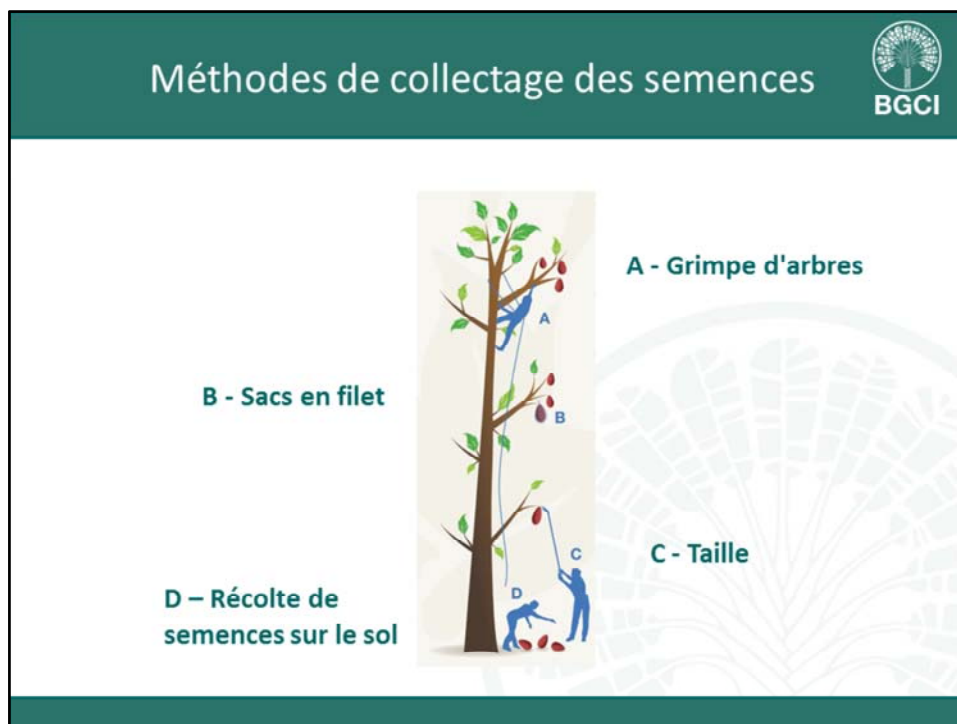 Méthodes de collectage des semences
BGCI
A - Grimpe d'arbres
A
B - Sacs en filet
B
C - Taille
C
D
D – Récolte de
semences sur le sol